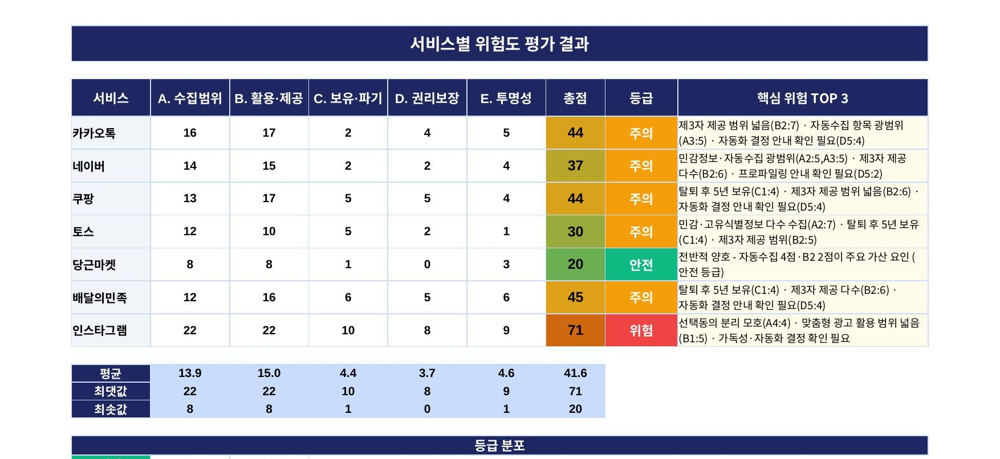 서비스별 위험도 평가 결과
서비스 A. 수집범위 B. 활용·제공 C. 보유·파기 D. 권리보장 E. 투명성 총점 등급 핵심 위험 TOP 3
카카오톡 16 17 2 4 5 44 주의 제3자 제공 범위 넓음(B2:7) · 자동수집 항목 광범위
(A3:5) · 자동화 결정 안내 확인 필요(D5:4)
네이버 14 15 2 2 4 37 주의 민감정보·자동수집 광범위(A2:5,A3:5) · 제3자 제공
다수(B2:6) · 프로파일링 안내 확인 필요(D5:2)
쿠팡 13 17 5 5 4 44 주의 탈퇴 후 5년 보유(C1:4) · 제3자 제공 범위 넓음(B2:6) ·
자동화 결정 안내 확인 필요(D5:4)
토스 12 10 5 2 1 30 주의 민감·고유식별정보 다수 수집(A2:7) · 탈퇴 후 5년 보유
(C1:4) · 제3자 제공 범위(B2:5)
당근마켓 8 8 1 0 3 20 안전 전반적 양호 - 자동수집 4점·B2 2점이 주요 가산 요인 (
안전 등급)
배달의민족 12 16 6 5 6 45 주의 탈퇴 후 5년 보유(C1:4) · 제3자 제공 다수(B2:6) ·
자동화 결정 안내 확인 필요(D5:4)
인스타그램 22 22 10 8 9 71 위험 선택동의 분리 모호(A4:4) · 맞춤형 광고 활용 범위 넓음
(B1:5) · 가독성·자동화 결정 확인 필요
평균 13.9 15.0 4.4 3.7 4.6 41.6
최댓값 22 22 10 8 9 71
최솟값 8 8 1 0 1 20
등급 분포